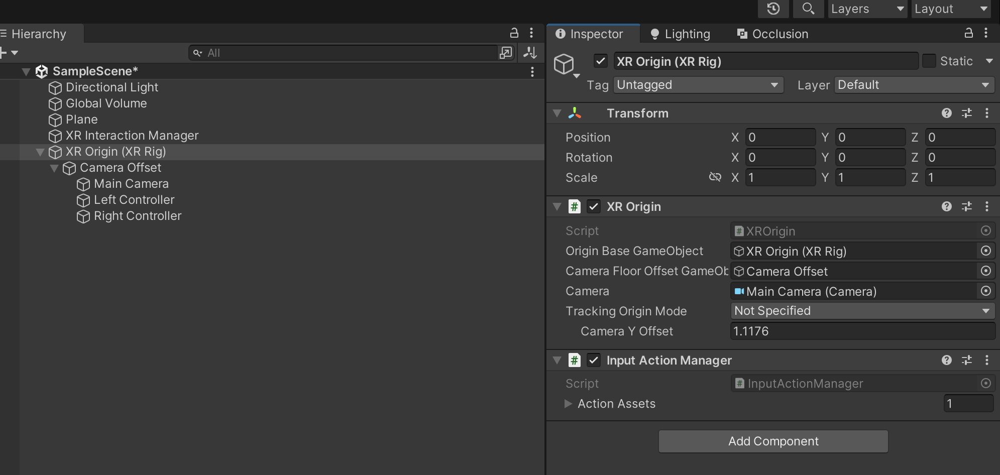 Layers Layout
Hierarchy
All
SampleScene*
Directional Light
Global Volume
Plane
XR Interaction Manager
XR Origin (XR Rig)
Camera Offset
Main Camera
Left Controller
Right Controller
Inspector Lighting Occlusion
XR Origin (XR Rig) Static
Tag Untagged Layer Default
Transform
Position X 0 Y 0 Z 0
Rotation X 0 Y 0 Z 0
Scale X 1 Y 1 Z 1
# XR Origin
Script # XROrigin
Origin Base GameObject XR Origin (XR Rig)
Camera Floor Offset GameOb Camera Offset
Camera Main Camera (Camera)
Tracking Origin Mode Not Specified
Camera Y Offset 1.1176
# Input Action Manager
Script # InputActionManager
Action Assets 1
Add Component